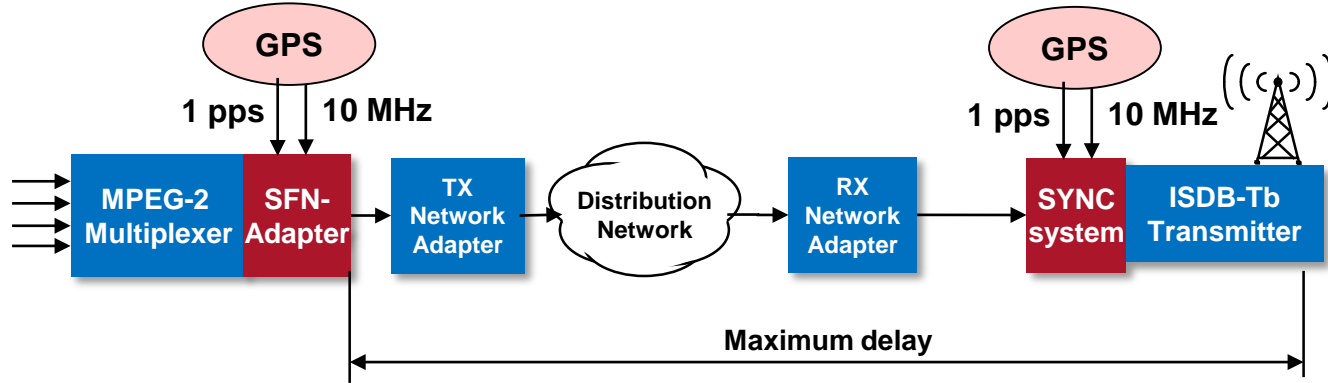 GPS
1 pps
10 MHz
MPEG-2
Multiplexer
SFN-
Adapter
TX
Network
Adapter
Distribution
Network
RX
Network
Adapter
GPS
1 pps
10 MHz
SYNC
system
ISDB-Tb
Transmitter
Maximum delay